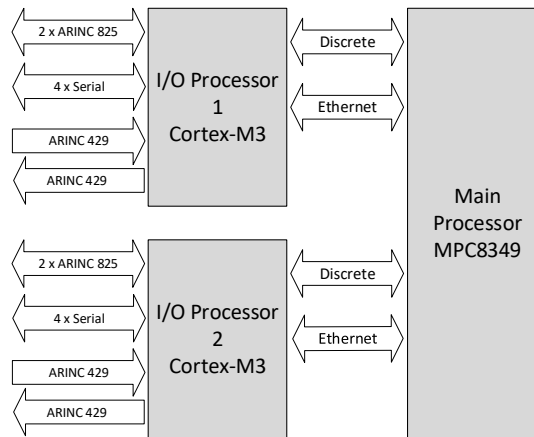 2 x ARINC 825
4 x Serial
ARINC 429
ARINC 429
I/O Processor
1
Cortex-M3
Discrete
Ethernet
Main
Processor
MPC8349
2 x ARINC 825
4 x Serial
ARINC 429
ARINC 429
I/O Processor
2
Cortex-M3
Discrete
Ethernet